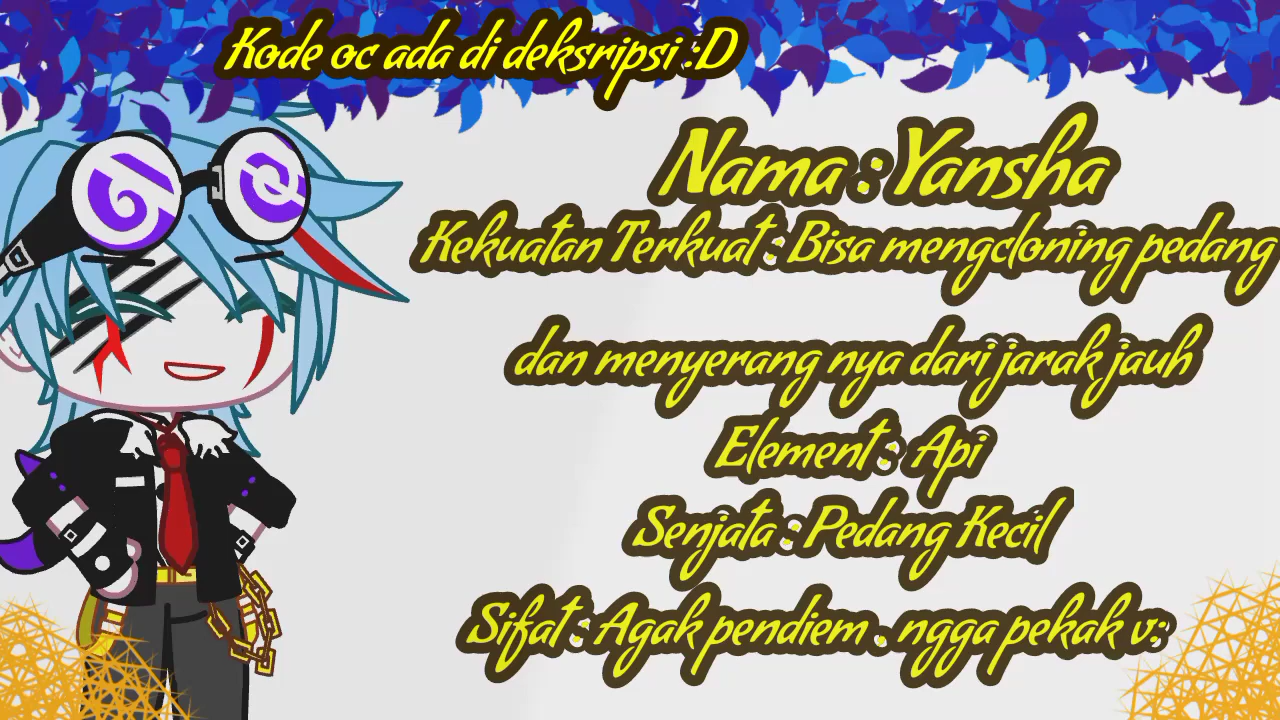 Kode oc ada di deksripsi :D
Nama : Yansha
Kekuatan Terkuat : Bisa mengcloning pedang
dan menyerang nya dari jarak jauh
Element : Api
Senjata : Pedang Kecil
Sifat : Agak pendiem . ngga pekak v: